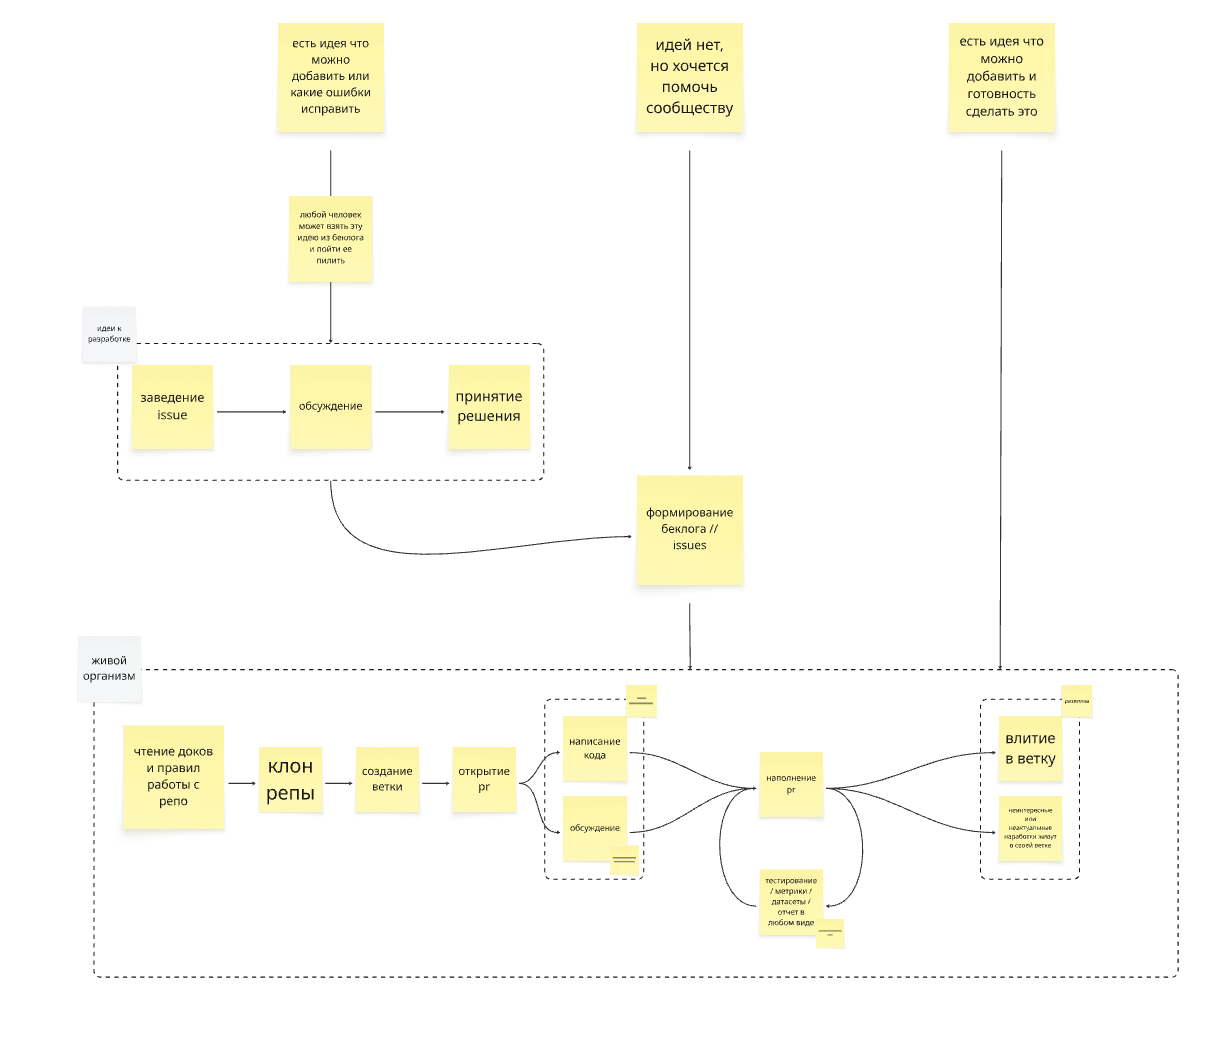 есть идея что
можно
добавить или
какие ошибки
исправить
идей нет,
но хочется
помочь
сообществу
есть идея что
можно
добавить и
готовность
сделать это
любой человек
может взять эту
идею из беклога
и пойти ее
пилить
идеи к
разработке
заведение
issue
обсуждение
принятие
решения
формирование
беклога //
issues
живой
организм
чтение доков
и правил
работы с
репо
клон
репы
создание
ветки
открытие
pr
написание
кода
обсуждение
наполнение
pr
тестирование
/ метрики /
датасеты /
отчет в
любом виде
влитие
в ветку
неинтересные
или
неактуальные
наработки живут
в своей ветке